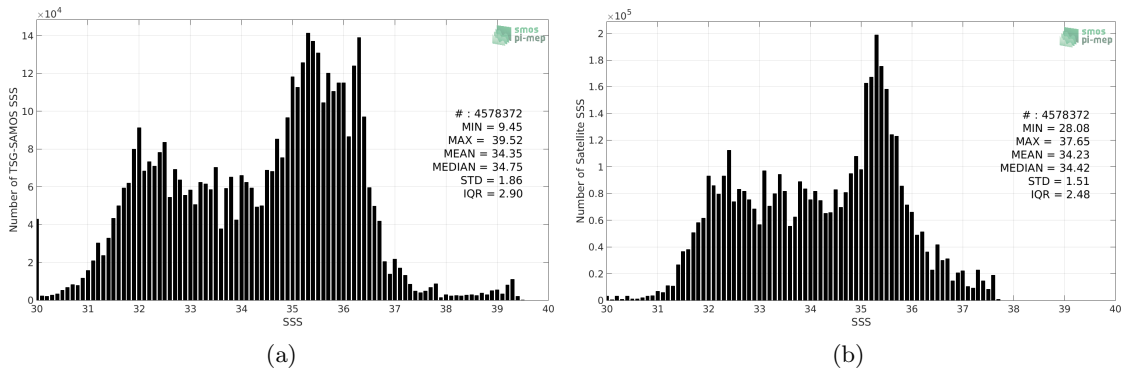 ×10⁴
14
12
10
8
6
4
2
0
30 31 32 33 34 35 36 37 38 39 40
SSS
Number of TSG-SAMOS SSS
smos
pi-mep
# : 4578372
MIN = 9.45
MAX = 39.52
MEAN = 34.35
MEDIAN = 34.75
STD = 1.86
IQR = 2.90
(a)
×10⁵
2
1.8
1.6
1.4
1.2
1
0.8
0.6
0.4
0.2
0
30 31 32 33 34 35 36 37 38 39 40
SSS
Number of Satellite SSS
smos
pi-mep
# : 4578372
MIN = 28.08
MAX = 37.65
MEAN = 34.23
MEDIAN = 34.42
STD = 1.51
IQR = 2.48
(b)